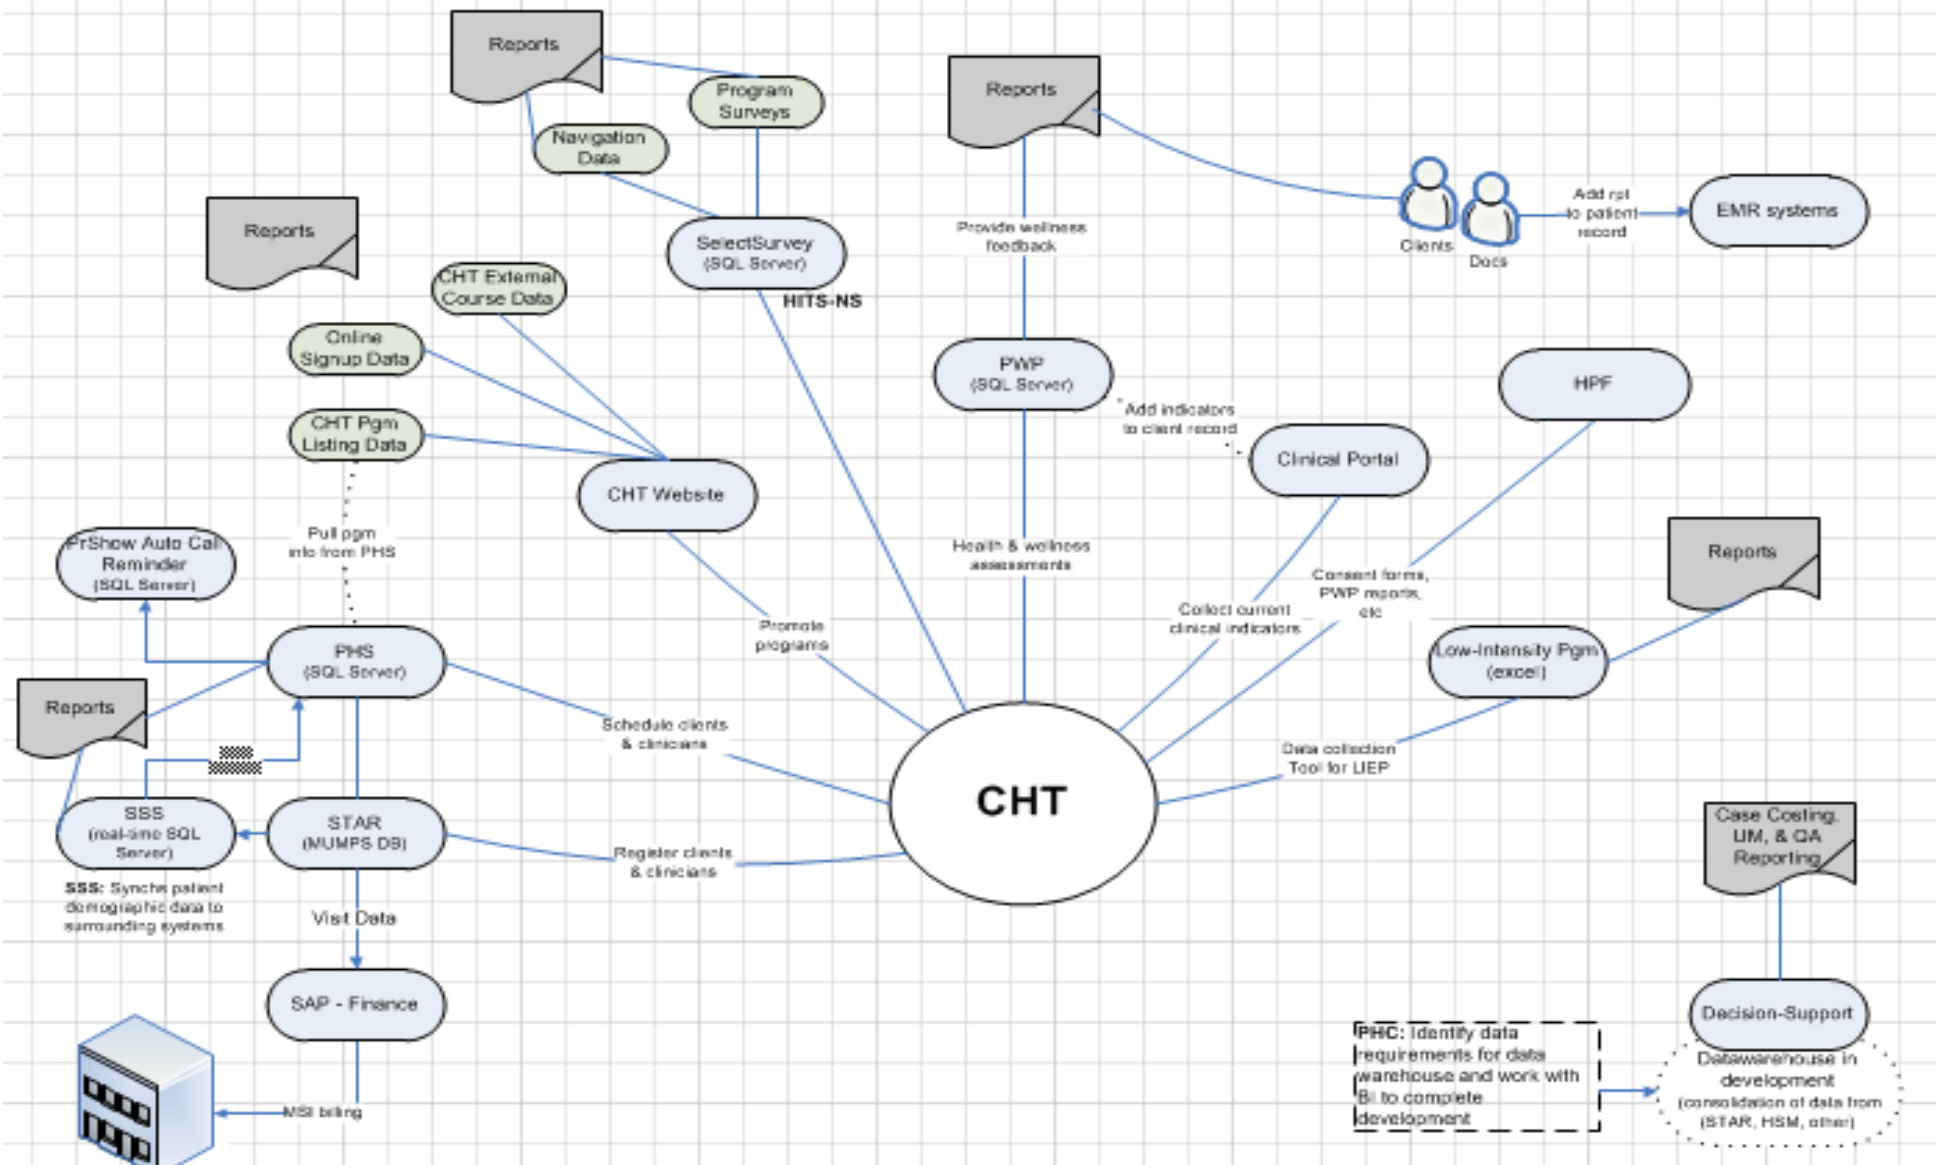 Reports
Program
Surveys
Navigation
Data
Reports
Clients
Docs
Add rpt
to patient
record
EMR systems
Reports
SelectSurvey
(SQL Server)
HITS-NS
Provide wellness
feedback
CHT External
Course Data
Online
Signup Data
CHT Pgm
Listing Data
PWP
(SQL Server)
HPF
Add indicators
to client record
Clinical Portal
CHT Website
Pull pgm
info from PHS
PrShow Auto Call
Reminder
(SQL Server)
Health & wellness
assessments
Reports
Consent forms,
PWP reports,
etc
Collect current
clinical indicators
Promote
programs
PHS
(SQL Server)
Low-Intensity Pgm
(excel)
Reports
Schedule clients
& clinicians
Data collection
Tool for LIEP
CHT
SSS
(real-time SQL
Server)
STAR
(MUMPS DB)
Register clients
& clinicians
Case Costing,
UM, & QA
Reporting
SSS: Synchs patient
demographic data to
surrounding systems
Visit Data
SAP - Finance
MSI billing
Decision-Support
PHC: Identify data
requirements for data
warehouse and work with
BI to complete
development
Datawarehouse in
development
(consolidation of data from
(STAR, HSM, other)